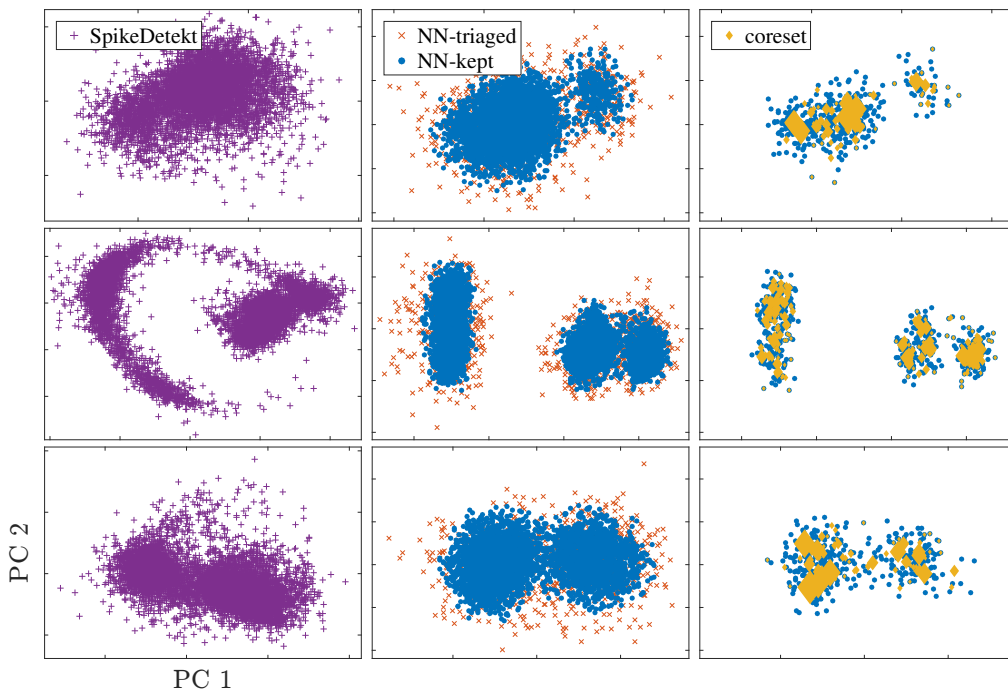 SpikeDetekt
NN-triaged
NN-kept
coreset
PC 2
PC 1